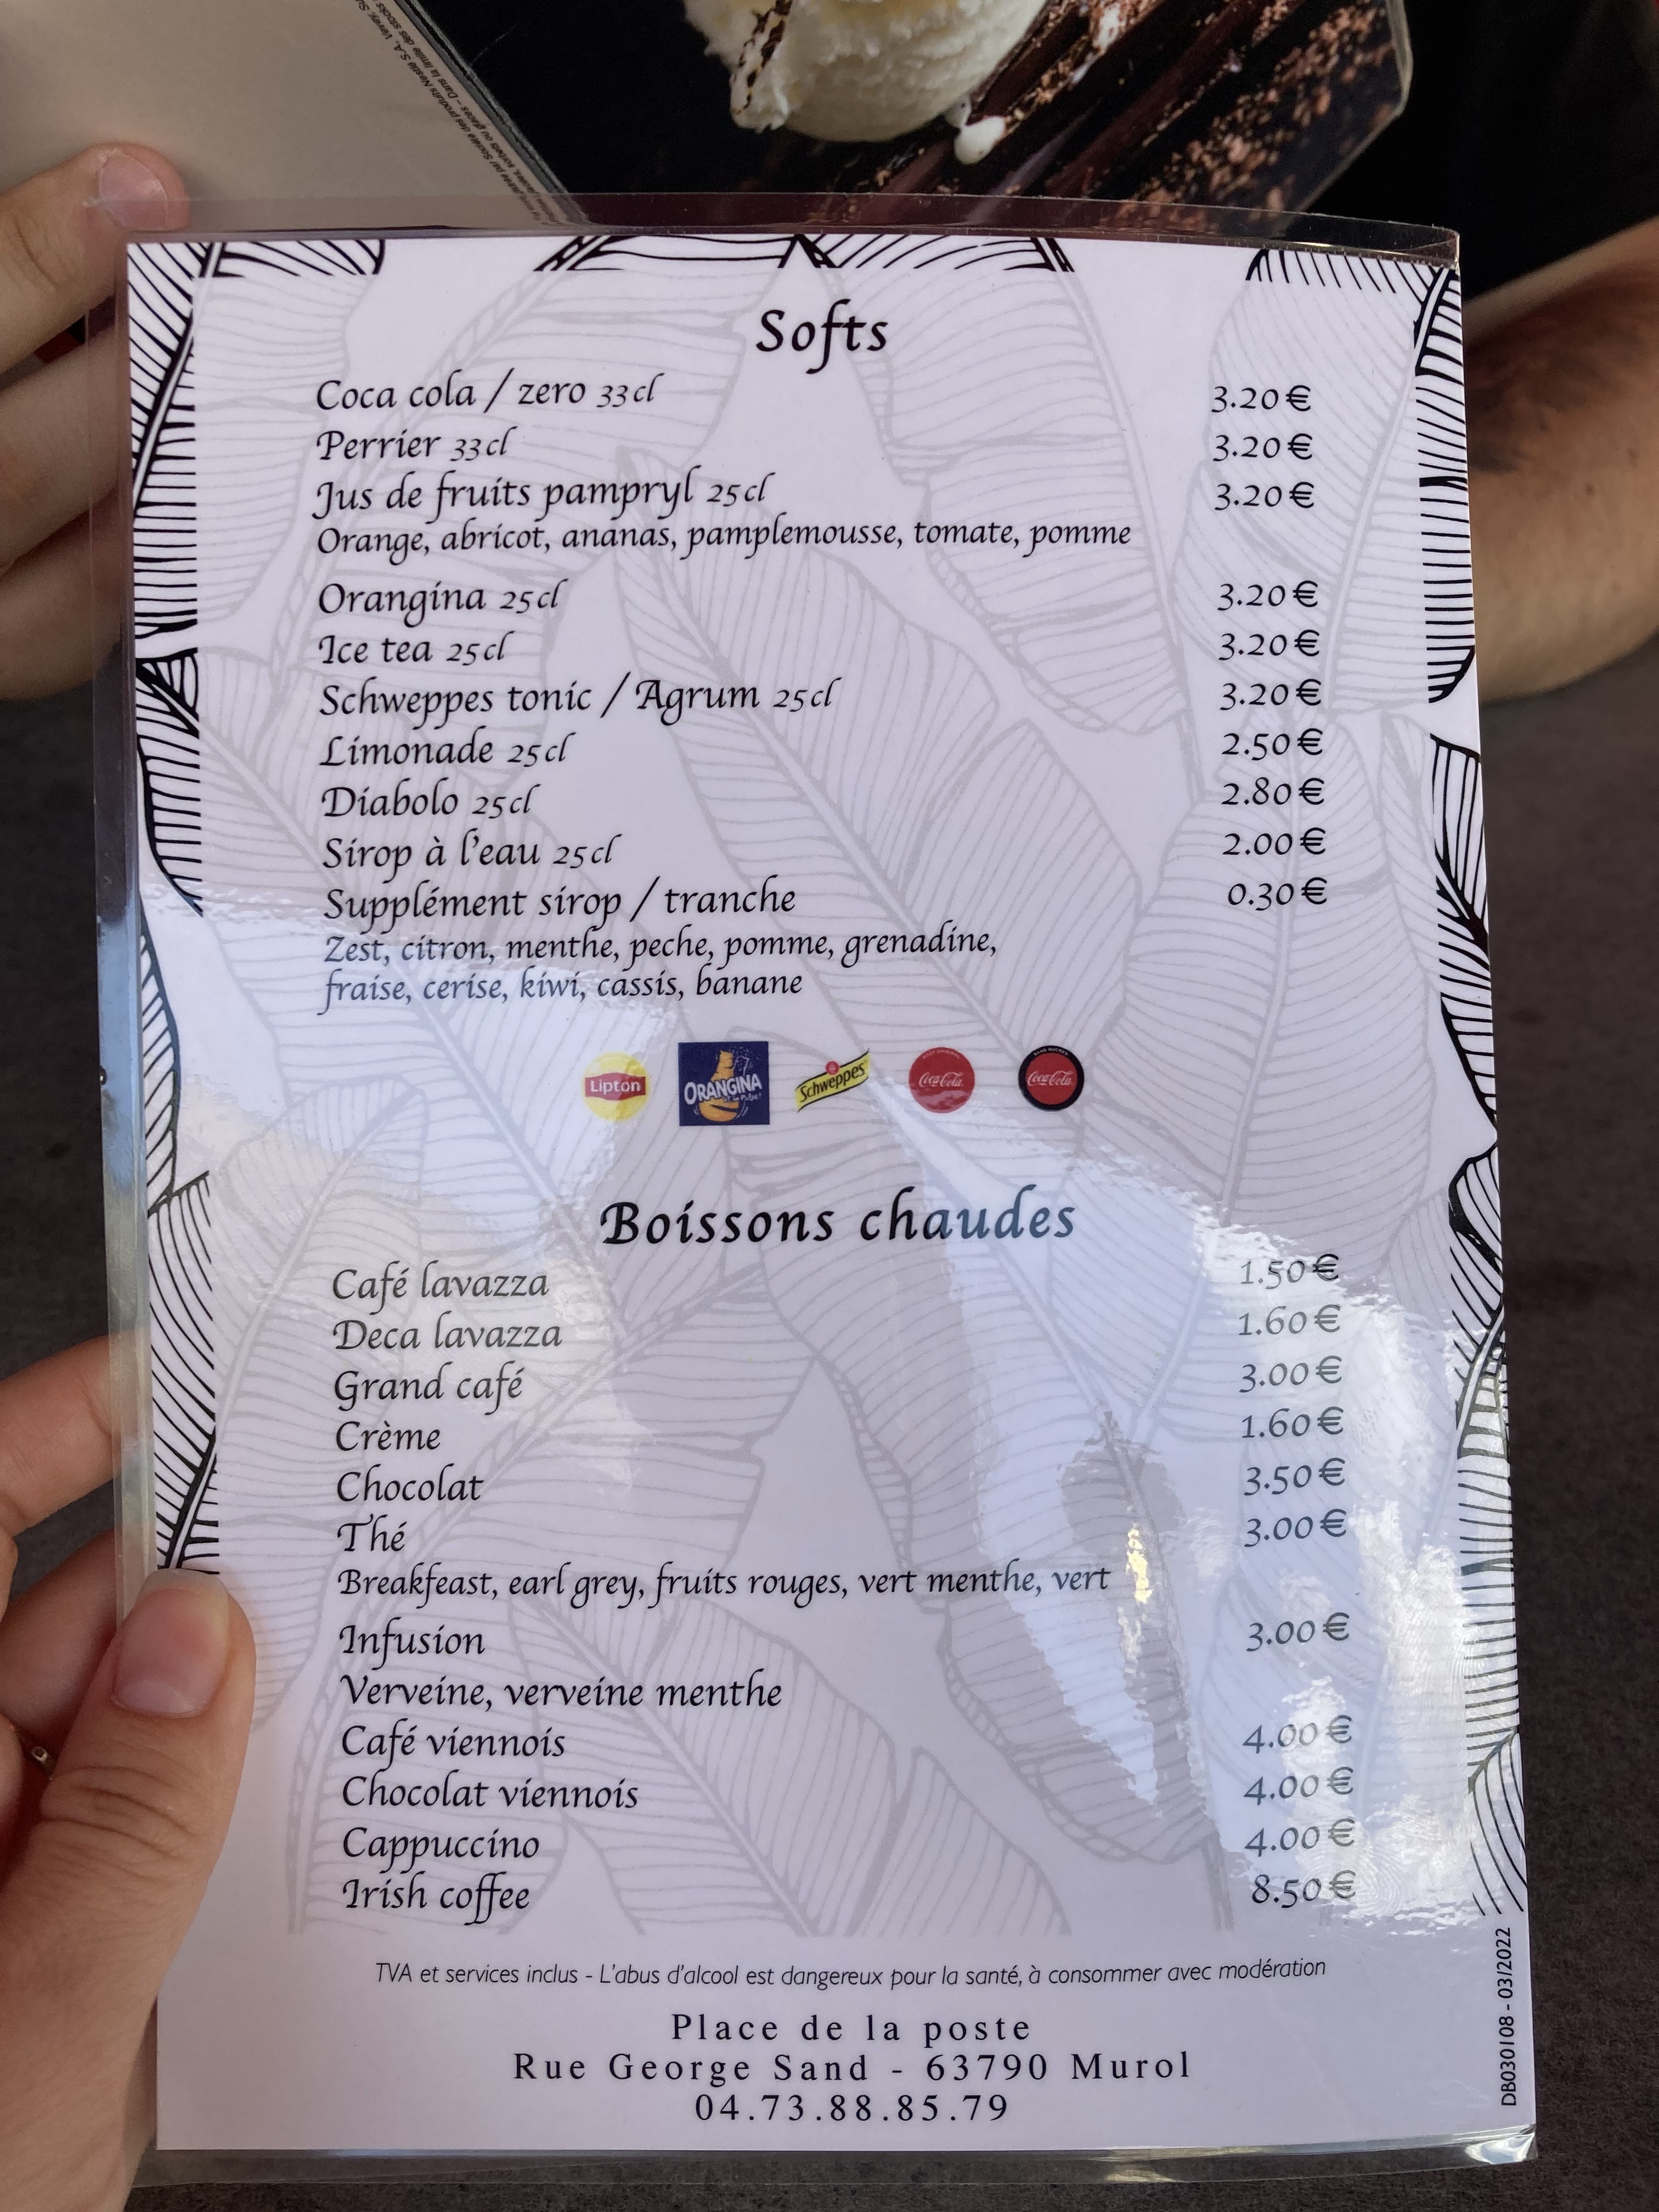 Softs
Coca cola / zero 33cl 3.20€
Perrier 33cl 3.20€
Jus de fruits pampryl 25cl 3.20€
Orange, abricot, ananas, pamplemousse, tomate, pomme
Orangina 25cl 3.20€
Ice tea 25cl 3.20€
Schweppes tonic / Agrum 25cl 3.20€
Limonade 25cl 2.50€
Diabolo 25cl 2.80€
Sirop à l'eau 25cl 2.00€
Supplément sirop / tranche 0.30€
Zest, citron, menthe, peche, pomme, grenadine,
fraise, cerise, kiwi, cassis, banane
Lipton ORANGINA Schweppes Coca-Cola Coca-Cola
Boissons chaudes
Café lavazza 1.50€
Deca lavazza 1.60€
Grand café 3.00€
Crème 1.60€
Chocolat 3.50€
Thé 3.00€
Breakfeast, earl grey, fruits rouges, vert menthe, vert
Infusion 3.00€
Verveine, verveine menthe
Café viennois 4.00€
Chocolat viennois 4.00€
Cappuccino 4.00€
Irish coffee 8.50€
TVA et services inclus - L'abus d'alcool est dangereux pour la santé, à consommer avec modération
Place de la poste
Rue George Sand - 63790 Murol
04.73.88.85.79
DB030108 - 03/2022